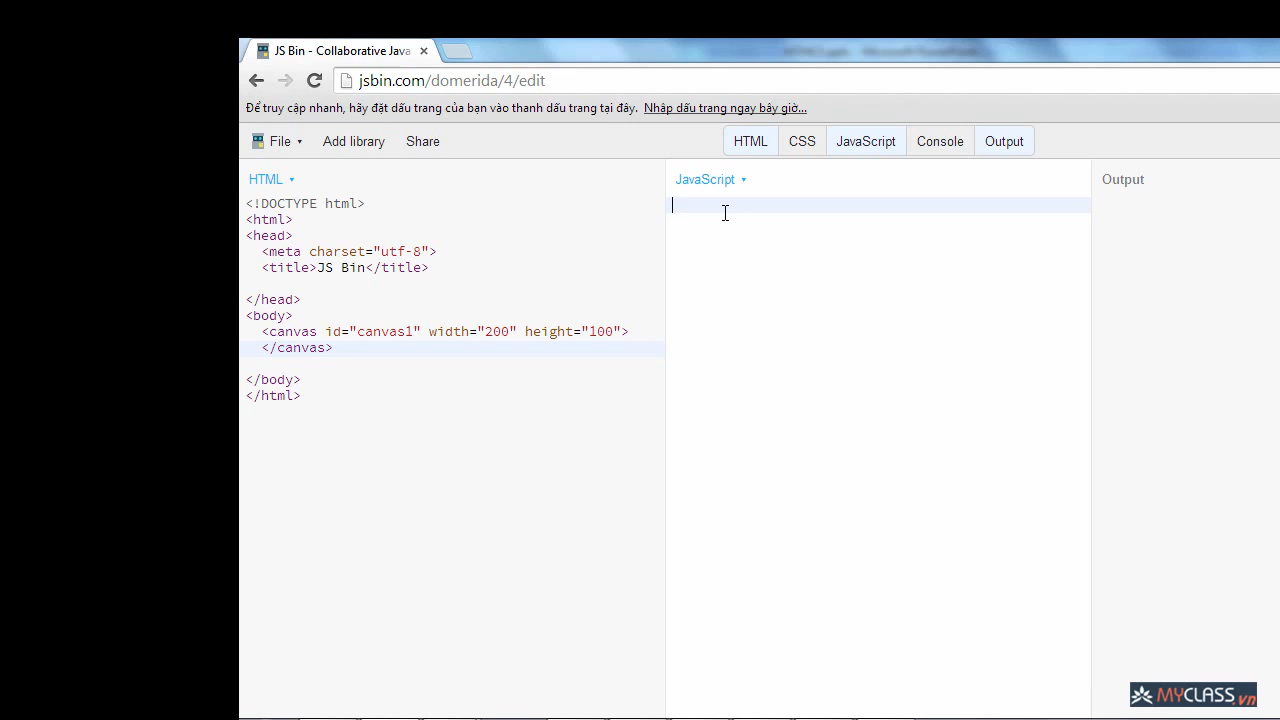 JS Bin - Collaborative Java
jsbin.com/domerida/4/edit
Để truy cập nhanh, hãy đặt dấu trang của bạn vào thanh dấu trang tại đây. Nhập dấu trang ngay bây giờ...
File Add library Share HTML CSS JavaScript Console Output
HTML
<!DOCTYPE html>
<html>
<head>
  <meta charset="utf-8">
  <title>JS Bin</title>
</head>
<body>
  <canvas id="canvas1" width="200" height="100">
  </canvas>
</body>
</html>
JavaScript
Output
MYCLASS.vn